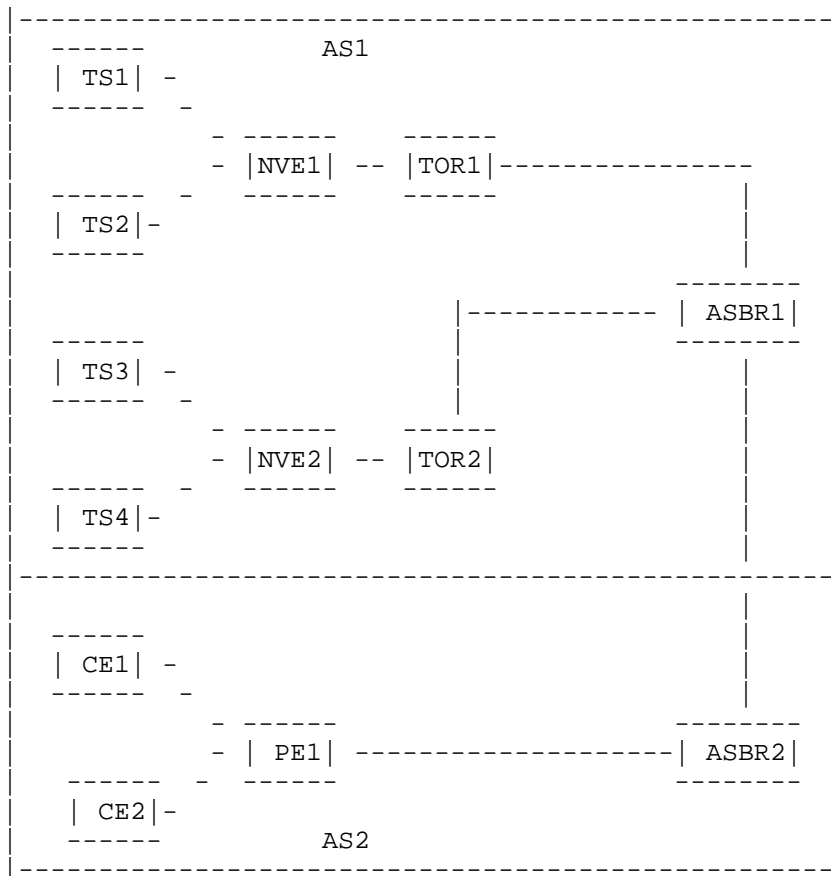 AS1
TS1
NVE1 TOR1
TS2
ASBR1
TS3
NVE2 TOR2
TS4
CE1
PE1 ASBR2
CE2
AS2